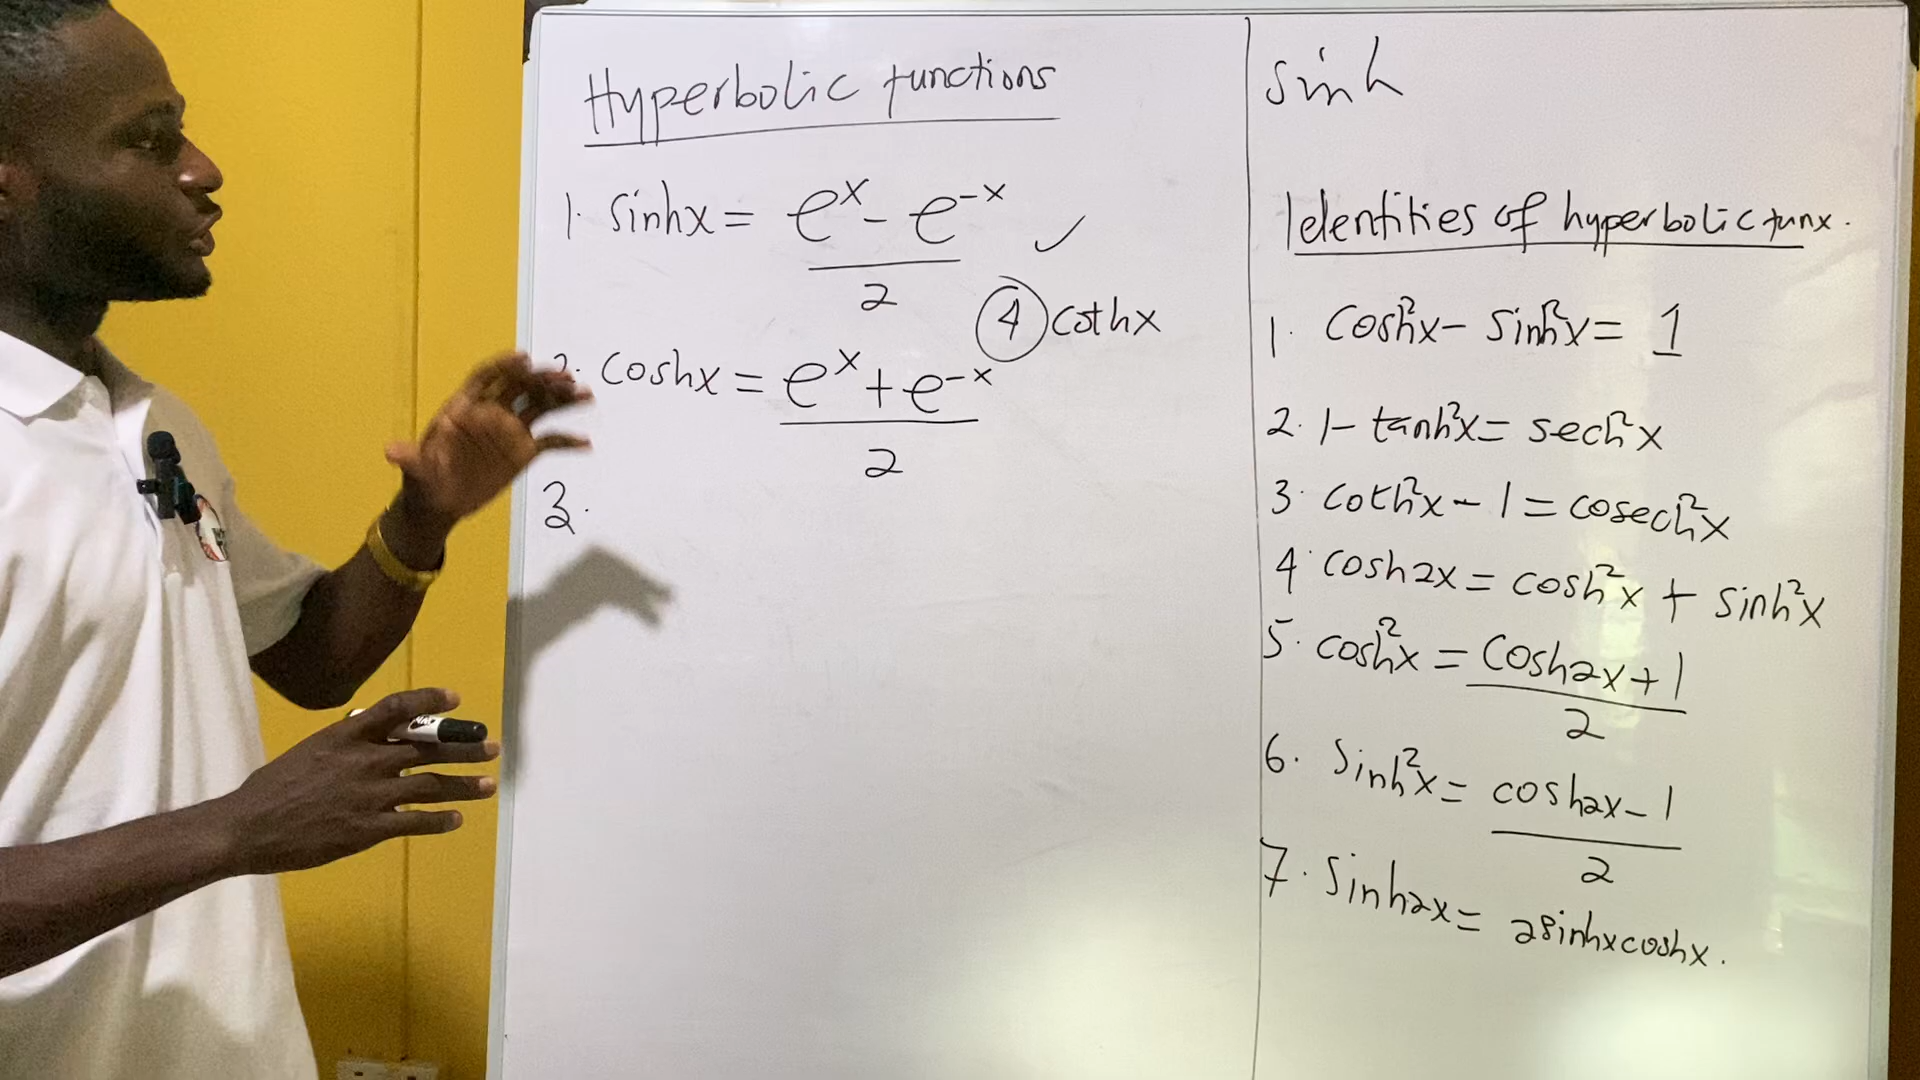 Hyperbolic functions
1. sinhx = e^x - e^-x ✓
2
④ cothx
2. coshx = e^x + e^-x
2
3.
sinh
Identities of hyperbolic funx.
1. cosh²x - sinh²x = 1
2. 1 - tanh²x = sech²x
3. coth²x - 1 = cosech²x
4. cosh2x = cosh²x + sinh²x
5. cosh²x = cosh2x + 1
2
6. sinh²x = cosh2x - 1
2
7. sinh2x = 2sinhxcoshx.